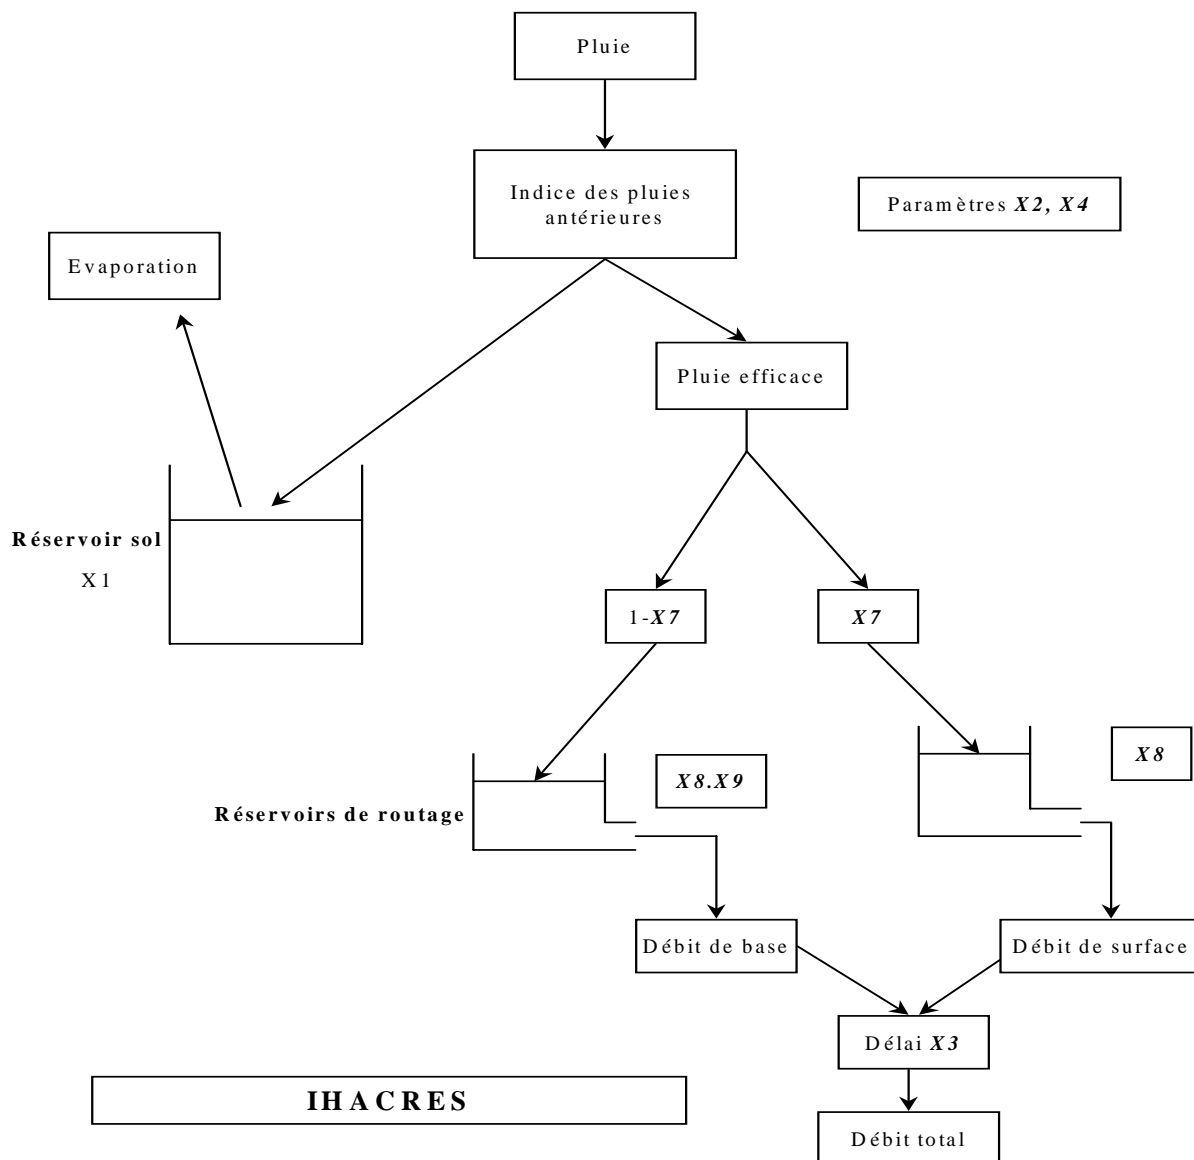 Pluie
Indice des pluies
antérieures
Paramètres X2, X4
Evaporation
Pluie efficace
Réservoir sol
X1
1-X7
X7
X8
X8.X9
Réservoirs de routage
Débit de base
Débit de surface
Délai X3
IHACRES
Débit total